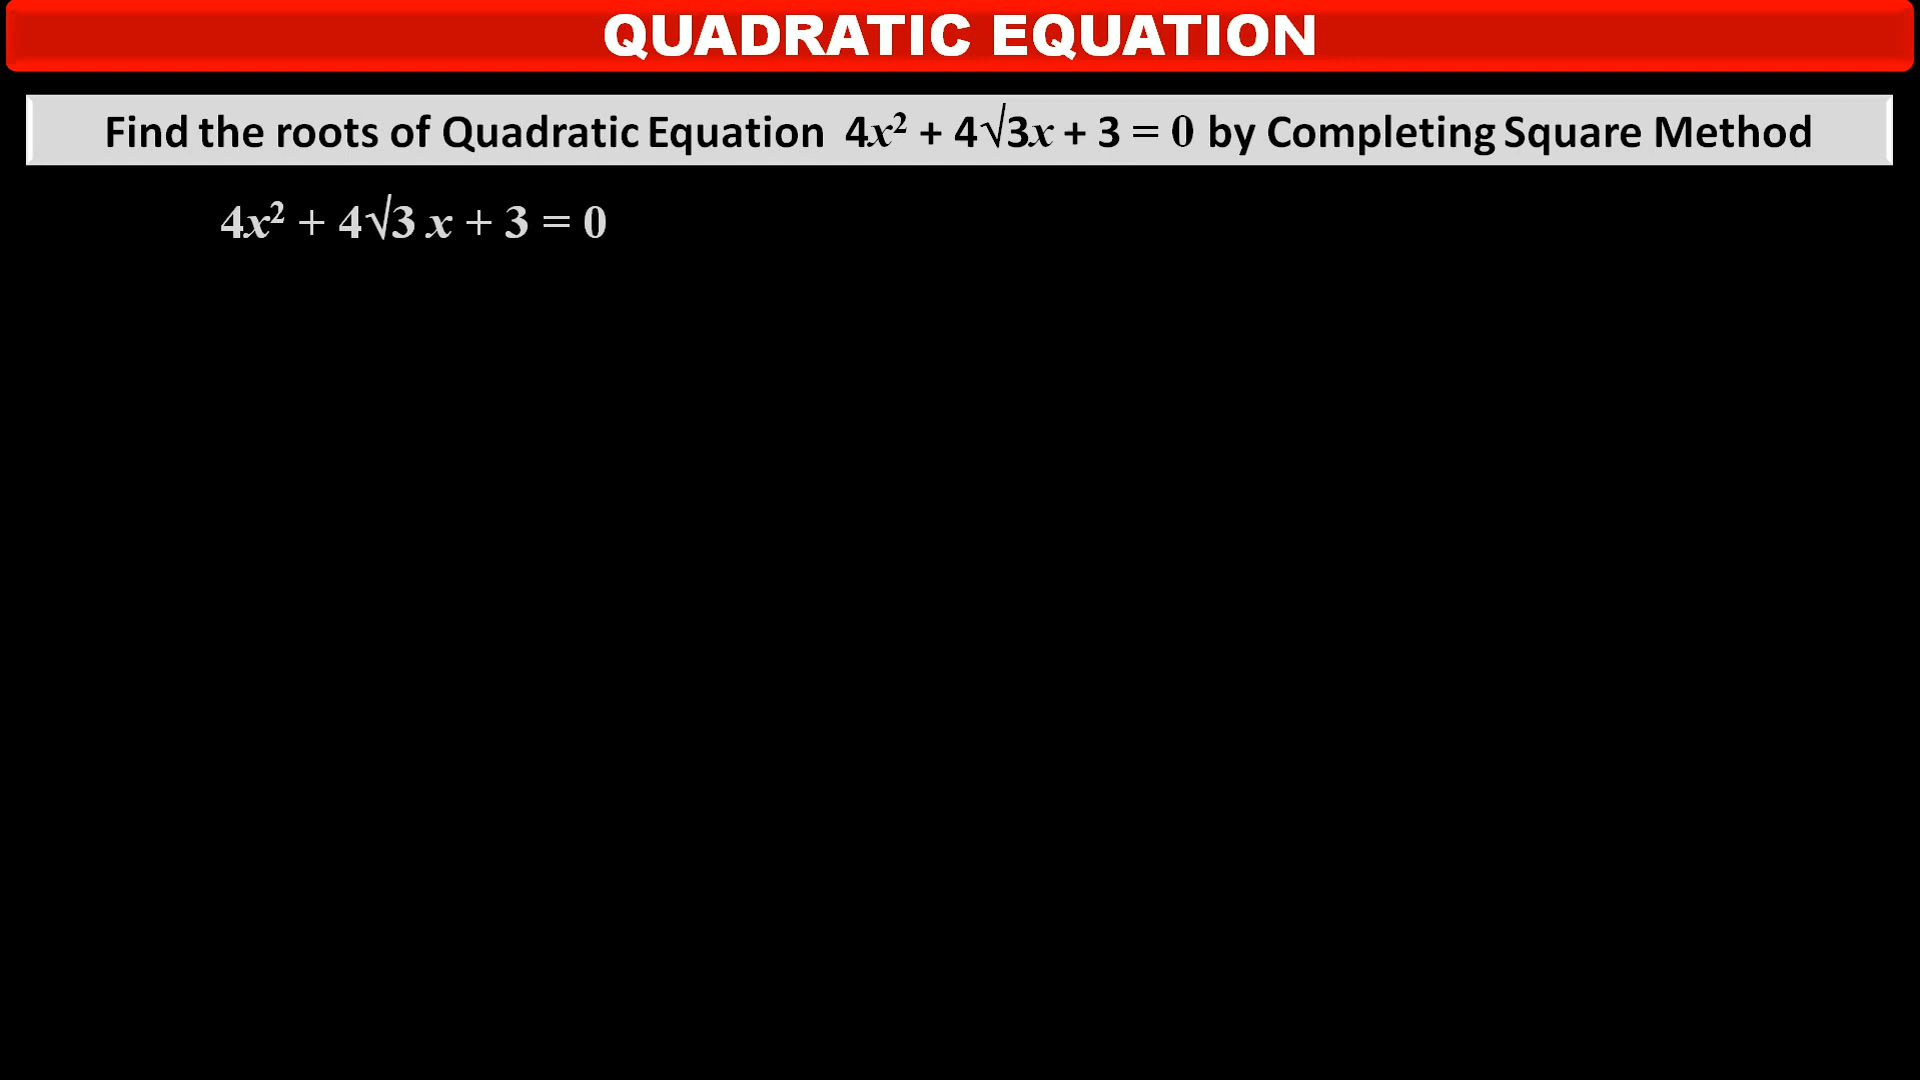 QUADRATIC EQUATION
Find the roots of Quadratic Equation 4x² + 4√3x + 3 = 0 by Completing Square Method
4x² + 4√3 x + 3 = 0